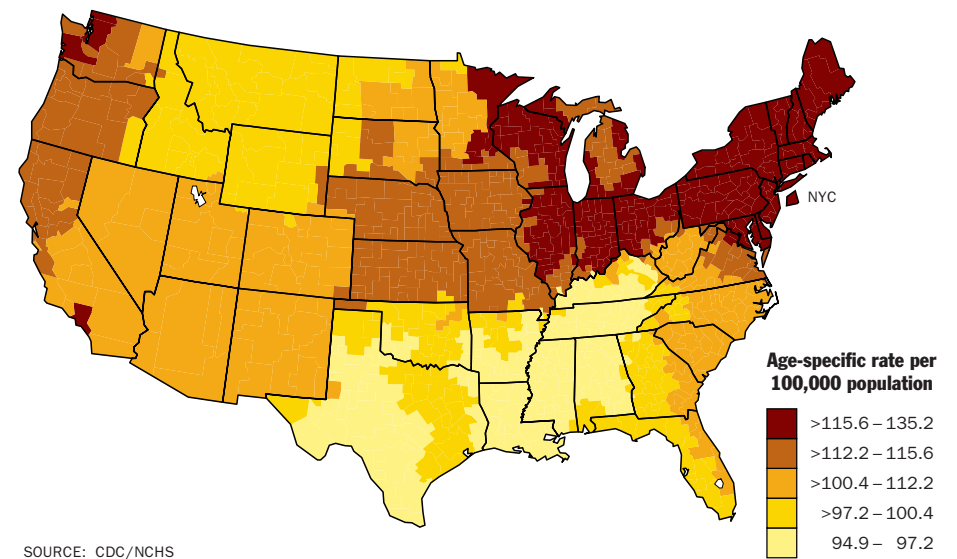 NYC
Age-specific rate per
100,000 population
>115.6 – 135.2
>112.2 – 115.6
>100.4 – 112.2
>97.2 – 100.4
94.9 – 97.2
SOURCE: CDC/NCHS